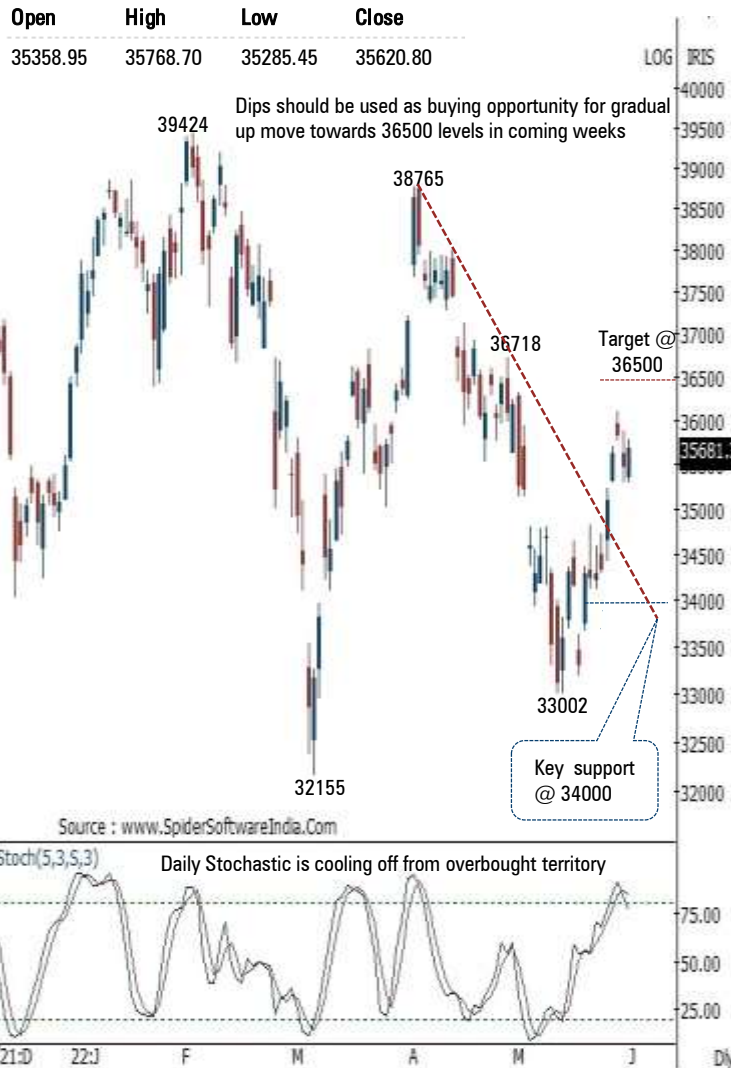 Open High Low Close
35358.95 35768.70 35285.45 35620.80
LOG IRIS
40000
Dips should be used as buying opportunity for gradual
up move towards 36500 levels in coming weeks
39424
39500
39000
38765
38500
38000
37500
37000
36718
Target @
36500
36500
36000
35681.
35000
34500
34000
33500
33000
33002
32500
Key support
@ 34000
32155
32000
Source : www.SpiderSoftwareIndia.Com
Stoch(5,3,S,3)
Daily Stochastic is cooling off from overbought territory
75.00
50.00
25.00
21:D 22:J F M A M J Dly